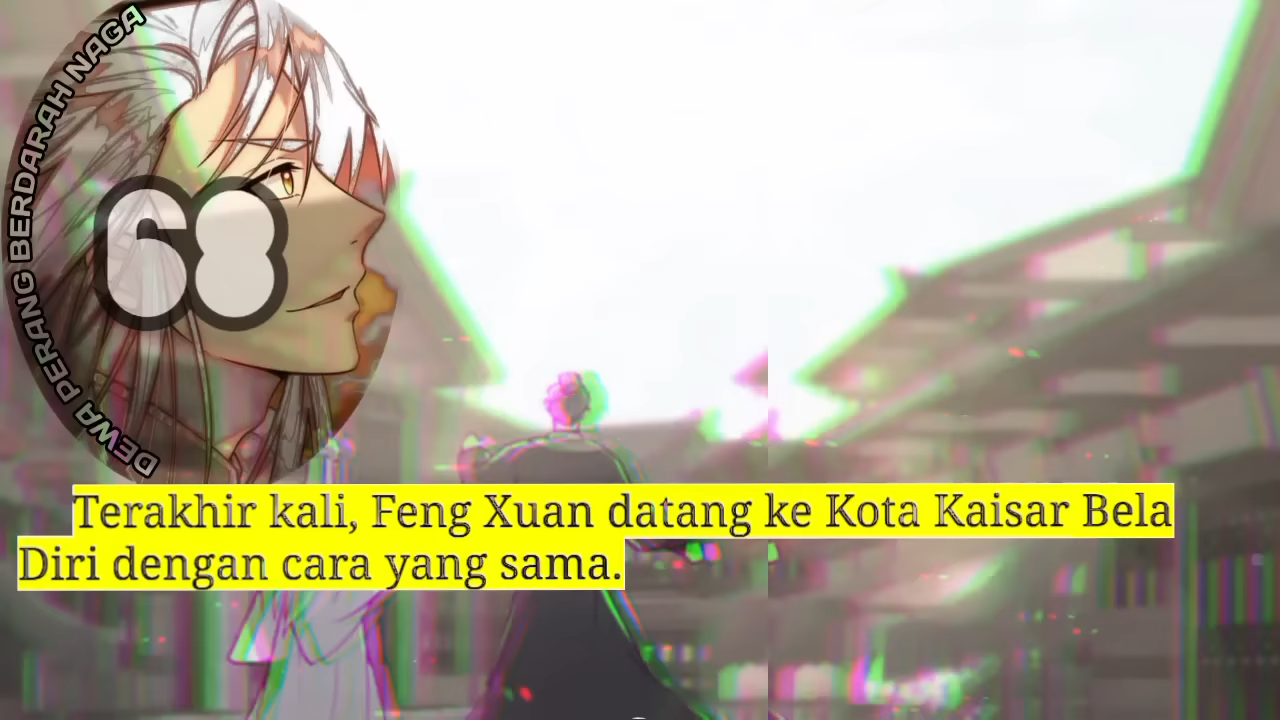 DEWA PERANG BERDARAH NAGA
68
Terakhir kali, Feng Xuan datang ke Kota Kaisar Bela
Diri dengan cara yang sama.